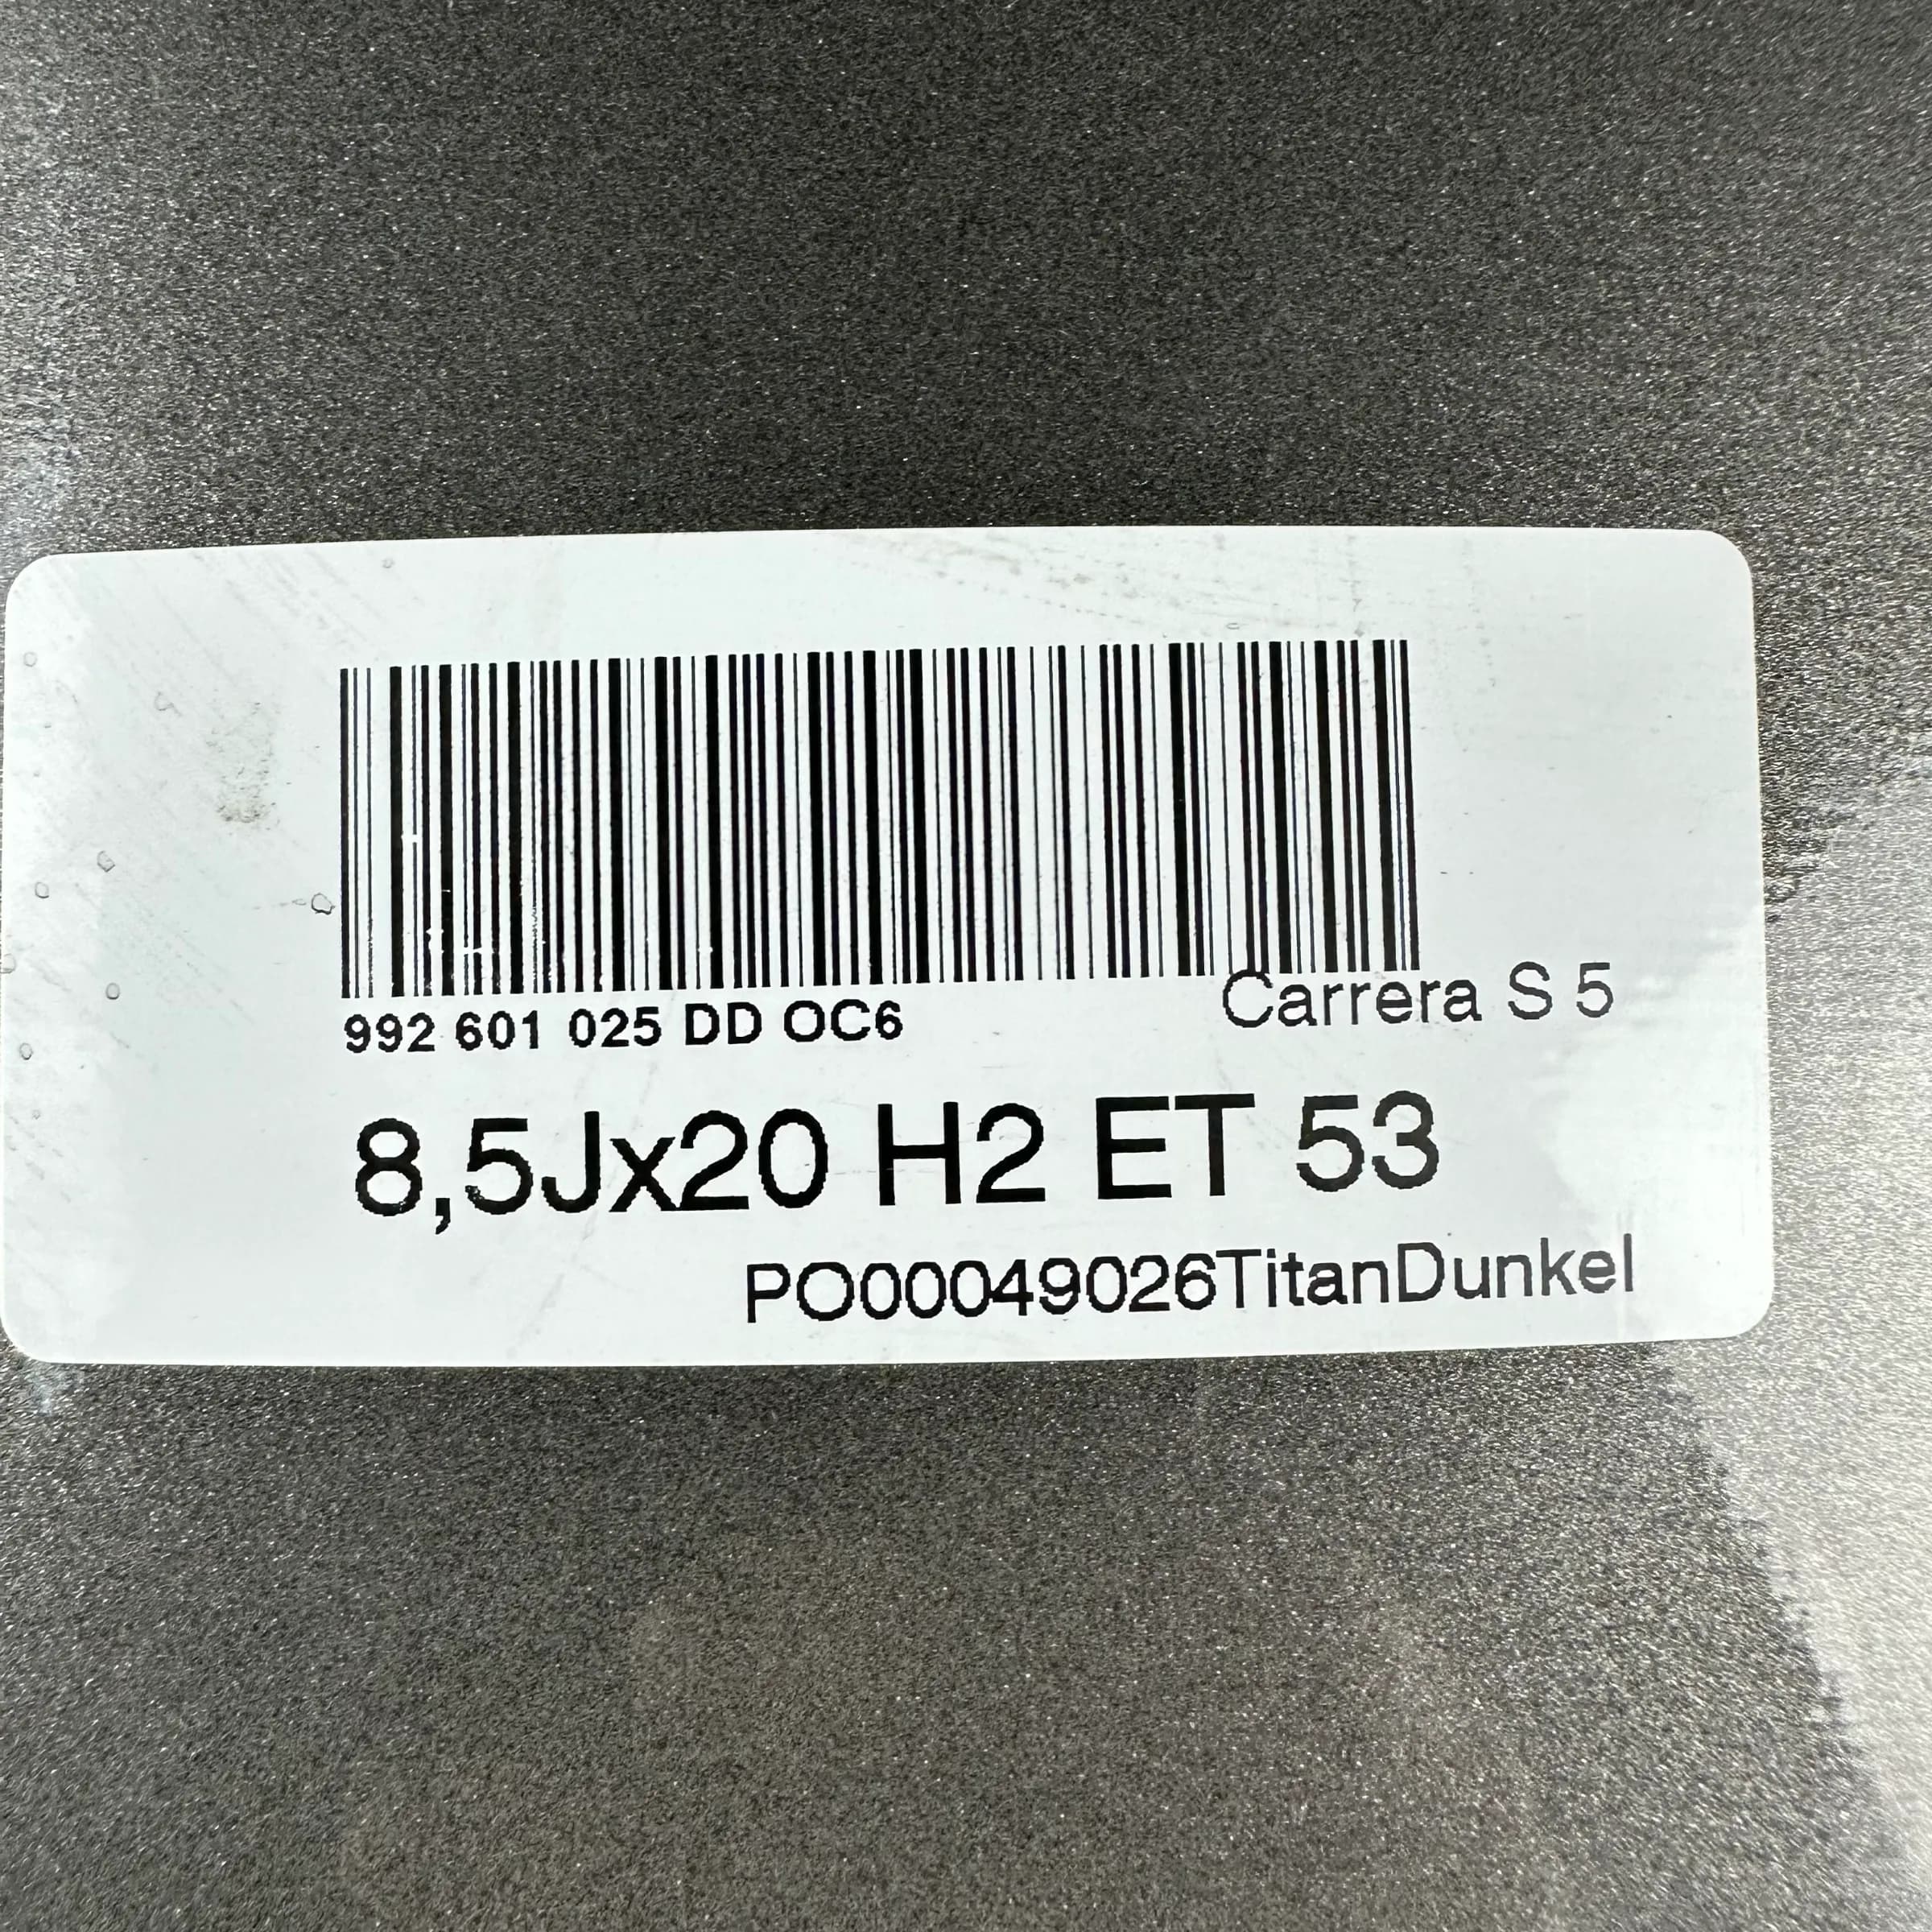 992 601 025 DD OC6
Carrera S 5
8,5Jx20 H2 ET 53
PO00049026TitanDunkel